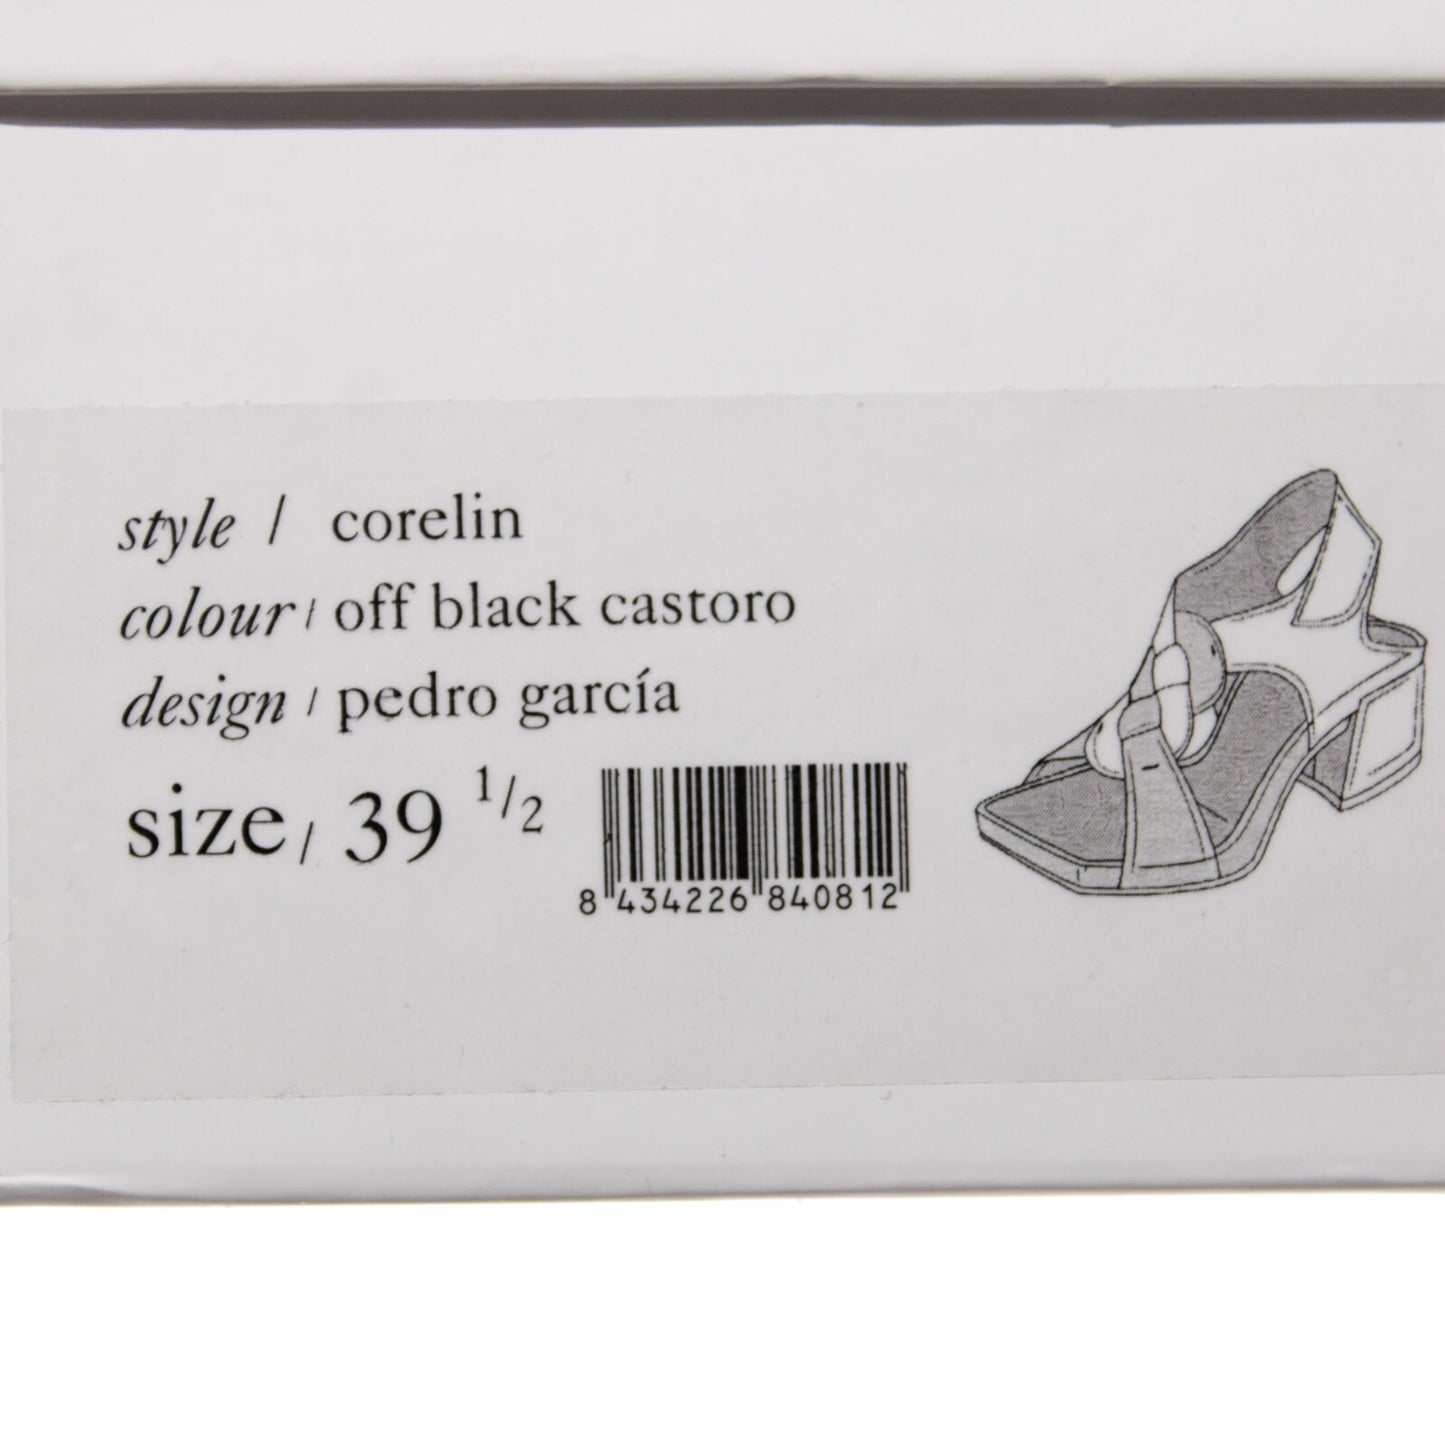 style / corelin
colour / off black castoro
design / pedro garcía
size / 39 1/2
8 434226 840812